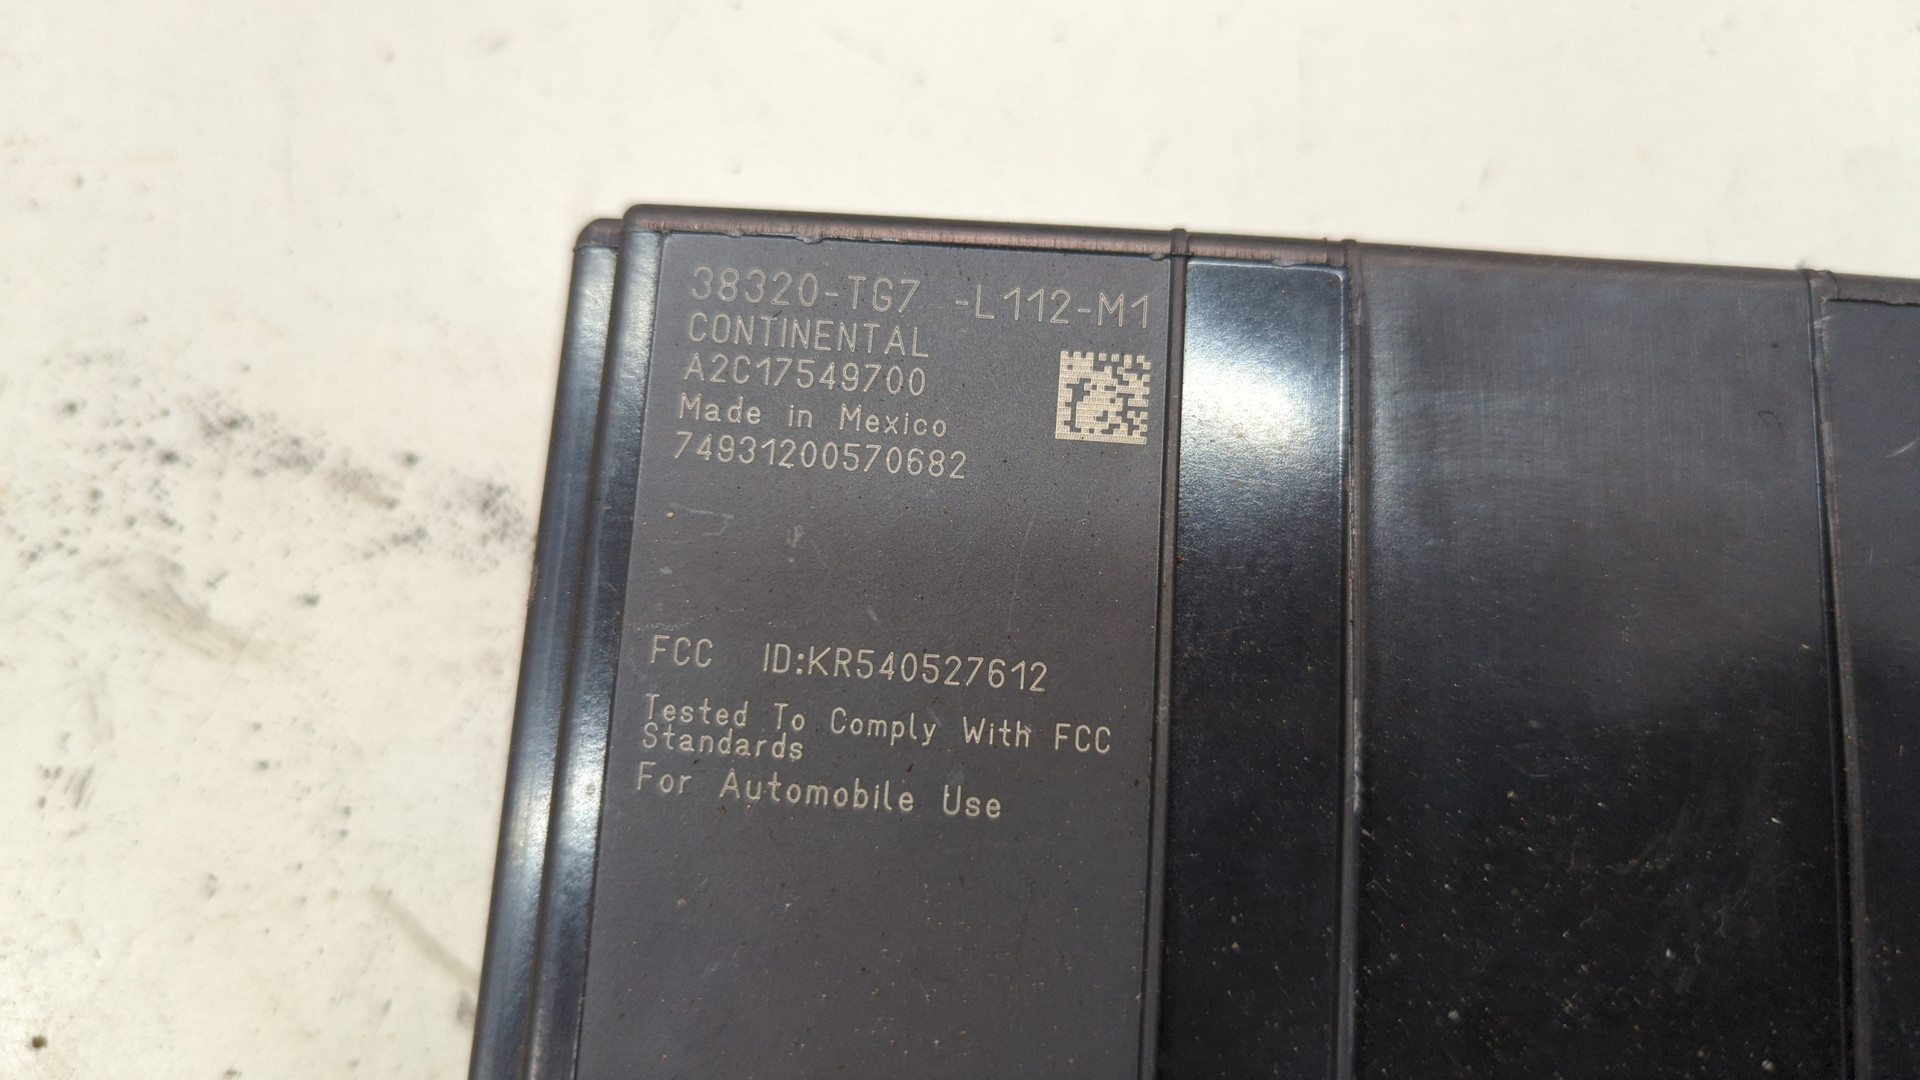 38320-TG7 -L112-M1
CONTINENTAL
A2C17549700
Made in Mexico
74931200570682
FCC ID:KR540527612
Tested To Comply With FCC
Standards
For Automobile Use